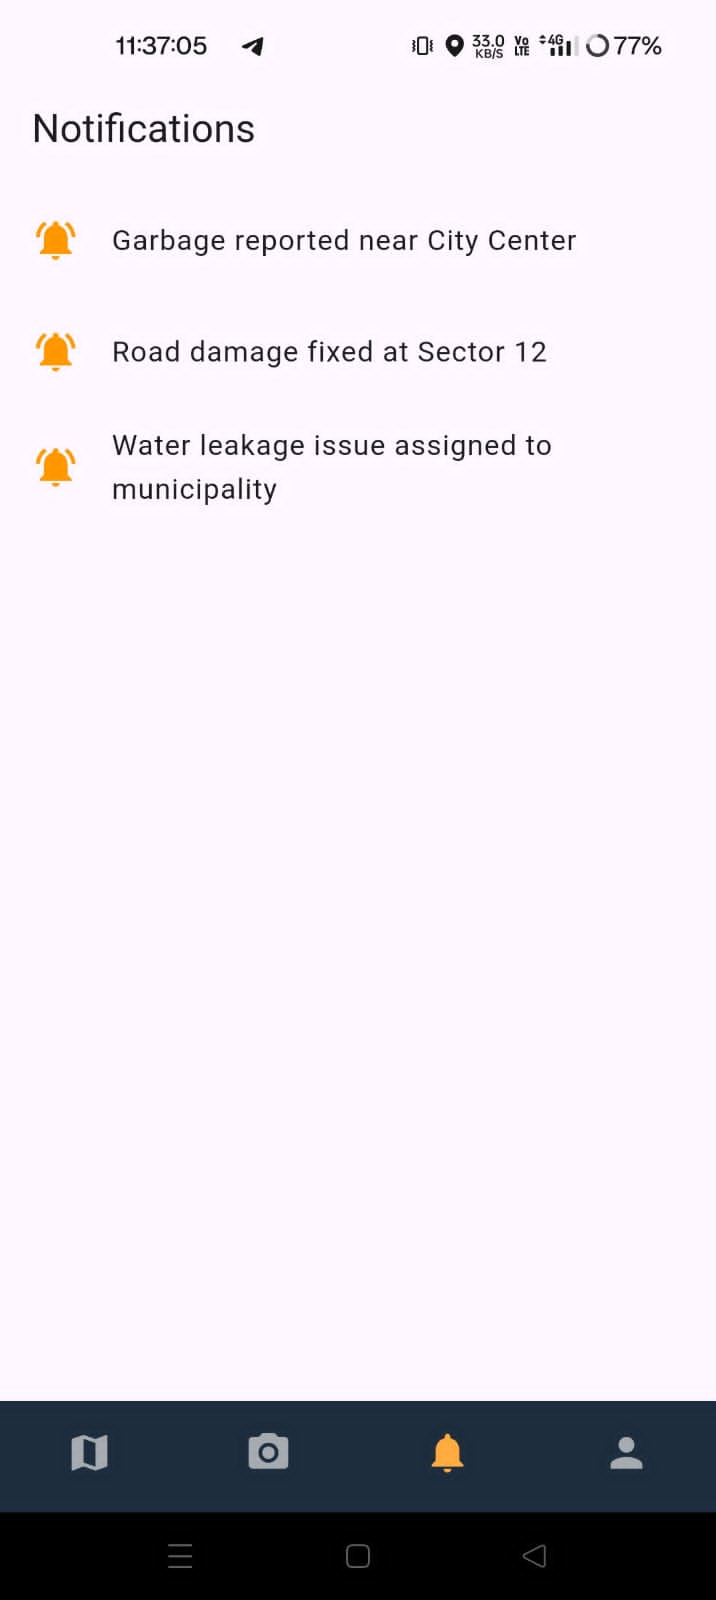 11:37:05
33.0
KB/S
Vo
LTE
4G
77%
Notifications
Garbage reported near City Center
Road damage fixed at Sector 12
Water leakage issue assigned to
municipality